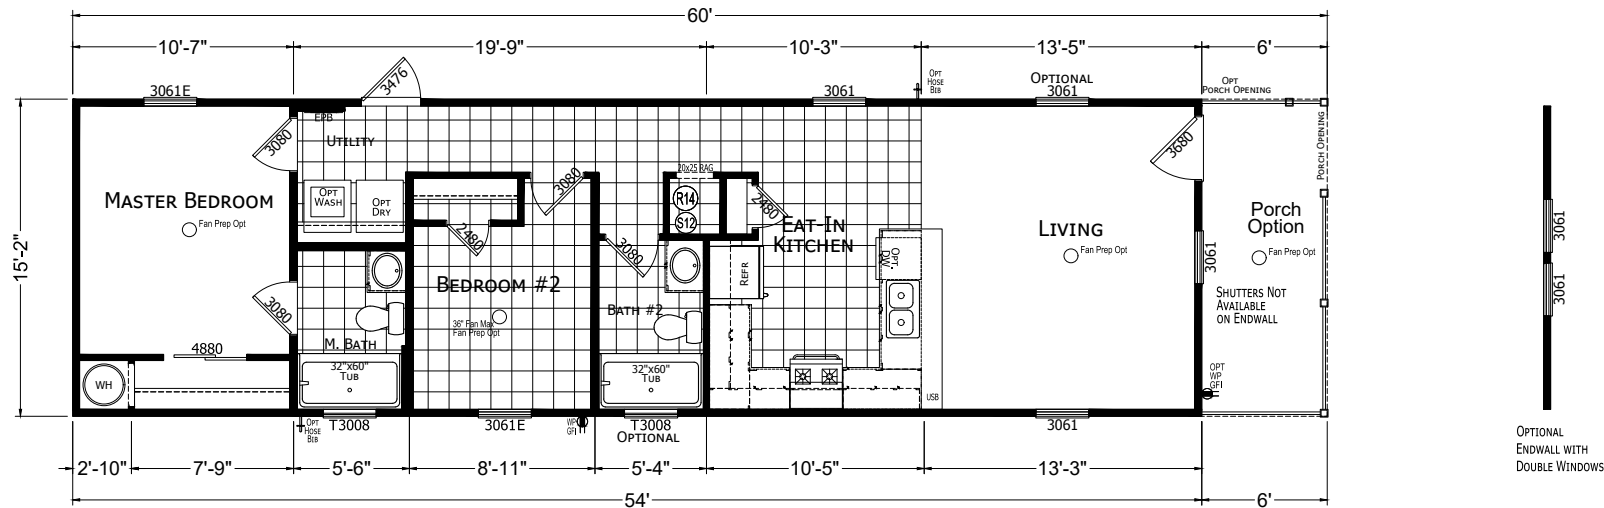 60'
10'-7"
19'-9"
10'-3"
13'-5"
6'
3061E
3476
3061
OPT
HOSE
BIB
OPTIONAL
3061
OPT
PORCH OPENING
EPB
UTILITY
3080
3080
20x25 RAG
R14
S12
2480
3680
PORCH OPENING
MASTER BEDROOM
Fan Prep Opt
OPT
WASH
OPT
DRY
2480
3080
EAT-IN
KITCHEN
LIVING
Fan Prep Opt
Porch
Option
Fan Prep Opt
3061
3061
3061
15'-2"
OPT.
DW
REFR
BEDROOM #2
36" Fan Max
Fan Prep Opt
BATH #2
3080
SHUTTERS NOT
AVAILABLE
ON ENDWALL
M. BATH
4880
WH
32"x60"
TUB
32"x60"
TUB
USB
OPT
WP
GFI
OPT
HOSE
BIB
T3008
3061E
WP
GFI
T3008
OPTIONAL
3061
OPTIONAL
ENDWALL WITH
DOUBLE WINDOWS
2'-10"
7'-9"
5'-6"
8'-11"
5'-4"
10'-5"
13'-3"
54'
6'